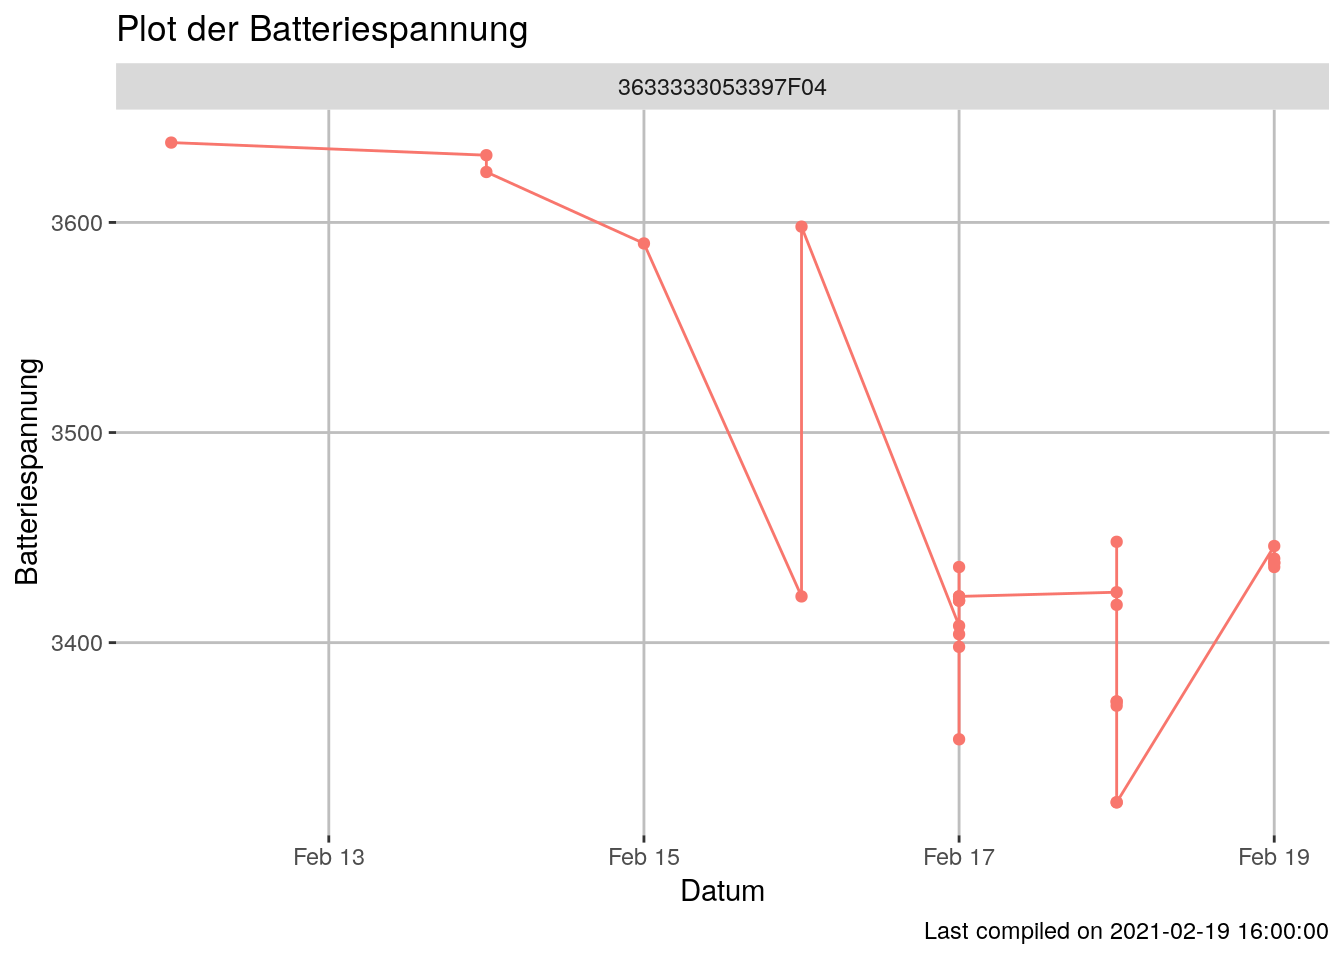 Plot der Batteriespannung
3633333053397F04
Batteriespannung
3600
3500
3400
Feb 13
Feb 15
Feb 17
Feb 19
Datum
Last compiled on 2021-02-19 16:00:00